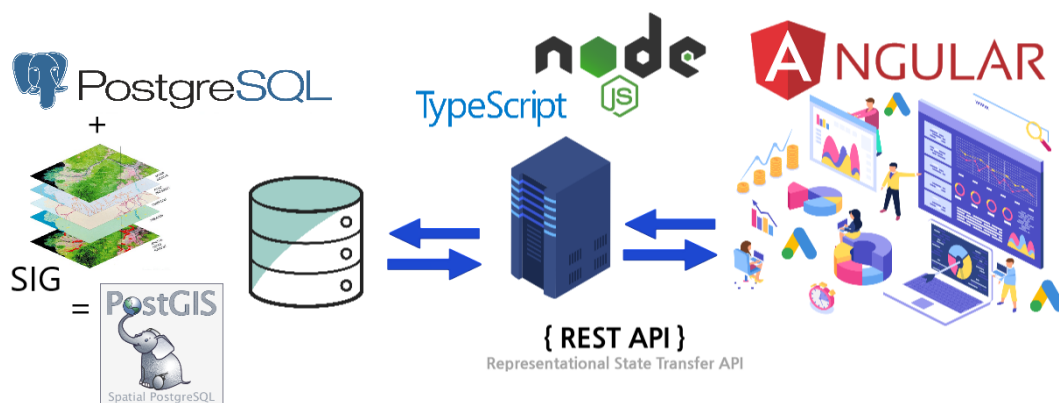 PostgreSQL
+
SIG
=
PostGIS
Spatial PostgreSQL
TypeScript
node
JS
{ REST API }
Representational State Transfer API
ANGULAR